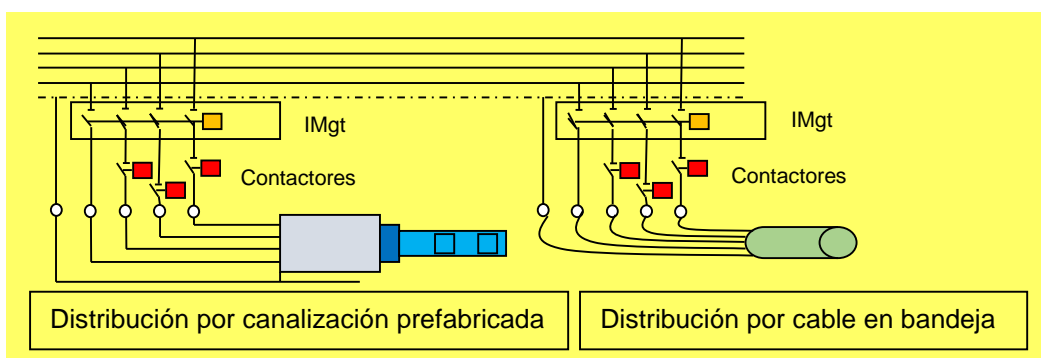 IMgt
IMgt
Contactores
Contactores
Distribución por canalización prefabricada
Distribución por cable en bandeja